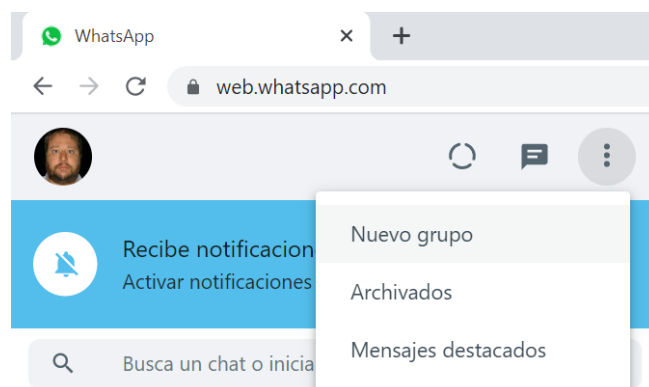 WhatsApp
web.whatsapp.com
Nuevo grupo
Recibe notificacion
Activar notificaciones
Archivados
Mensajes destacados
Busca un chat o inicia